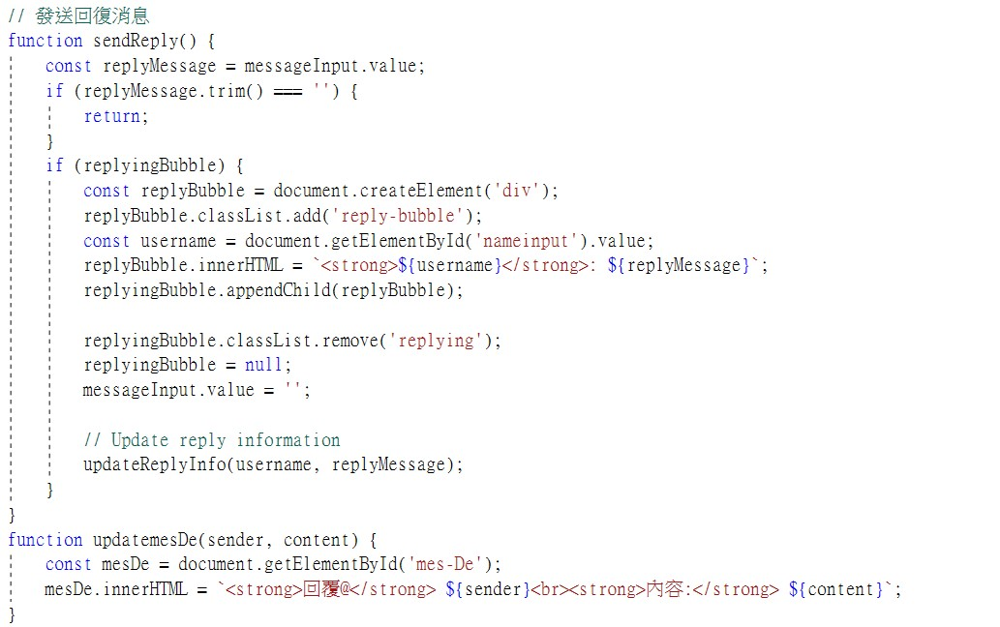 // 發送回復消息
function sendReply() {
    const replyMessage = messageInput.value;
    if (replyMessage.trim() === '') {
        return;
    }
    if (replyingBubble) {
        const replyBubble = document.createElement('div');
        replyBubble.classList.add('reply-bubble');
        const username = document.getElementById('nameinput').value;
        replyBubble.innerHTML = `<strong>${username}</strong>: ${replyMessage}`;
        replyingBubble.appendChild(replyBubble);

        replyingBubble.classList.remove('replying');
        replyingBubble = null;
        messageInput.value = '';

        // Update reply information
        updateReplyInfo(username, replyMessage);
    }
}
function updatemesDe(sender, content) {
    const mesDe = document.getElementById('mes-De');
    mesDe.innerHTML = `<strong>回覆@</strong> ${sender}<br><strong>內容:</strong> ${content}`;
}